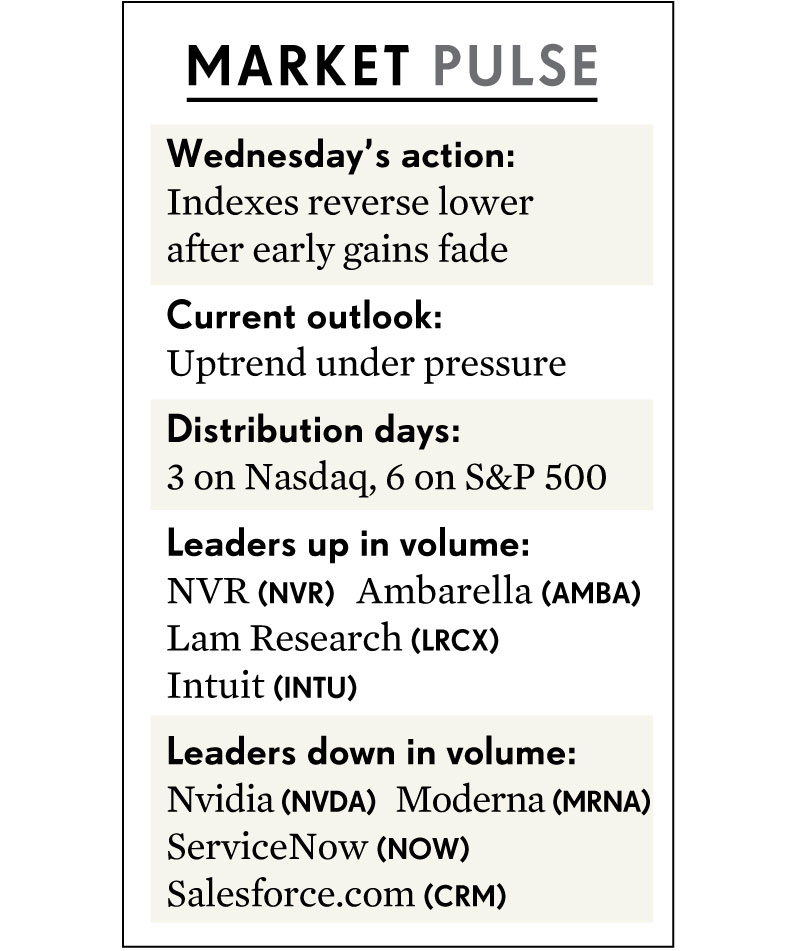 MARKET PULSE
Wednesday’s action:
Indexes reverse lower
after early gains fade
Current outlook:
Uptrend under pressure
Distribution days:
3 on Nasdaq, 6 on S&P 500
Leaders up in volume:
NVR (NVR) Ambarella (AMBA)
Lam Research (LRCX)
Intuit (INTU)
Leaders down in volume:
Nvidia (NVDA) Moderna (MRNA)
ServiceNow (NOW)
Salesforce.com (CRM)